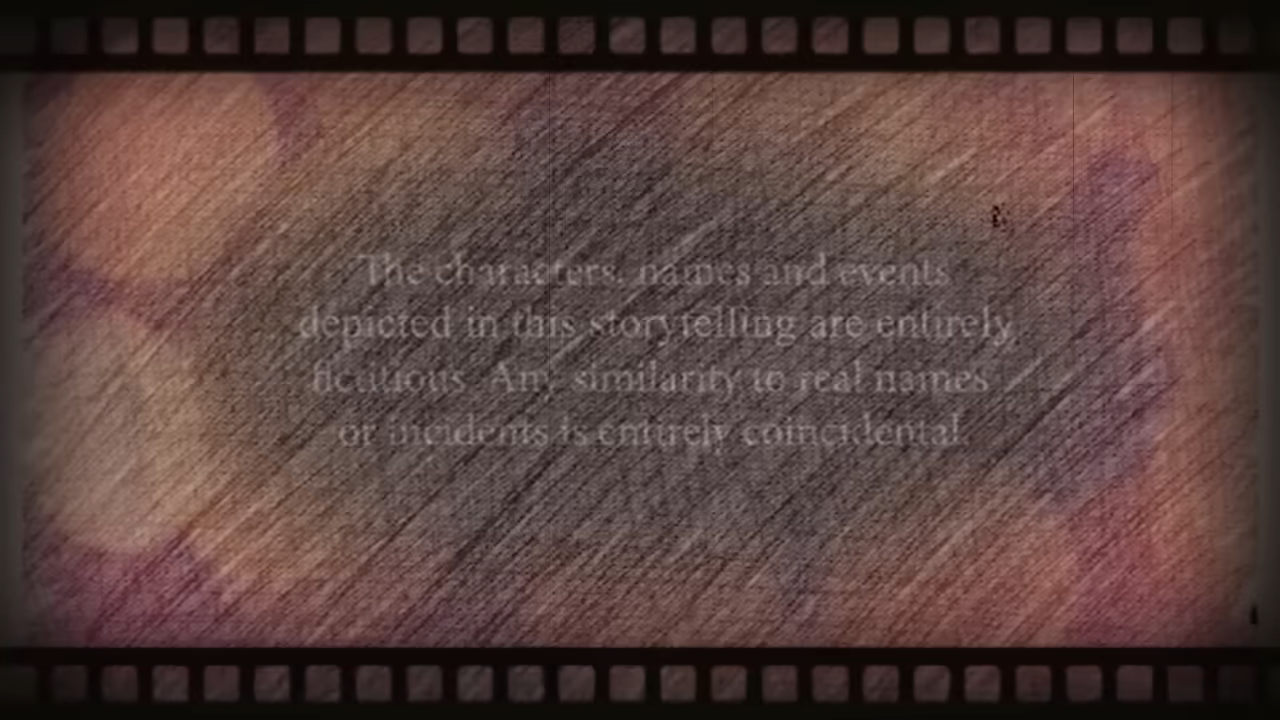 The characters, names and events
depicted in this storytelling are entirely
fictitious. Any similarity to real names
or incidents is entirely coincidental.